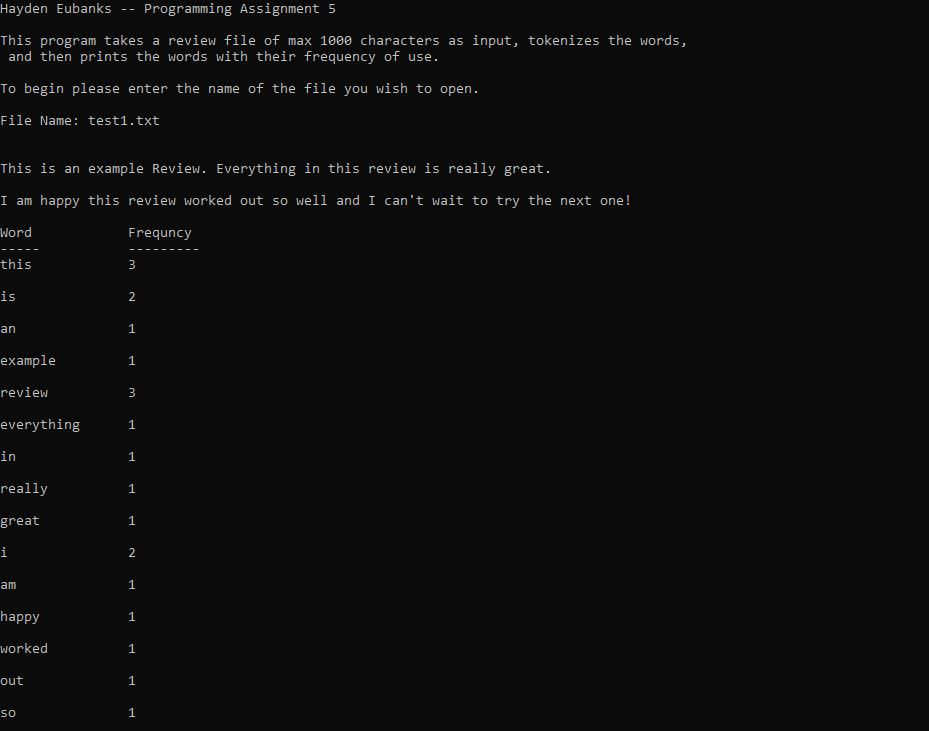 Hayden Eubanks -- Programming Assignment 5
This program takes a review file of max 1000 characters as input, tokenizes the words,
and then prints the words with their frequency of use.
To begin please enter the name of the file you wish to open.
File Name: test1.txt
This is an example Review. Everything in this review is really great.
I am happy this review worked out so well and I can't wait to try the next one!
Word Frequncy
----- ---------
this 3
is 2
an 1
example 1
review 3
everything 1
in 1
really 1
great 1
i 2
am 1
happy 1
worked 1
out 1
so 1